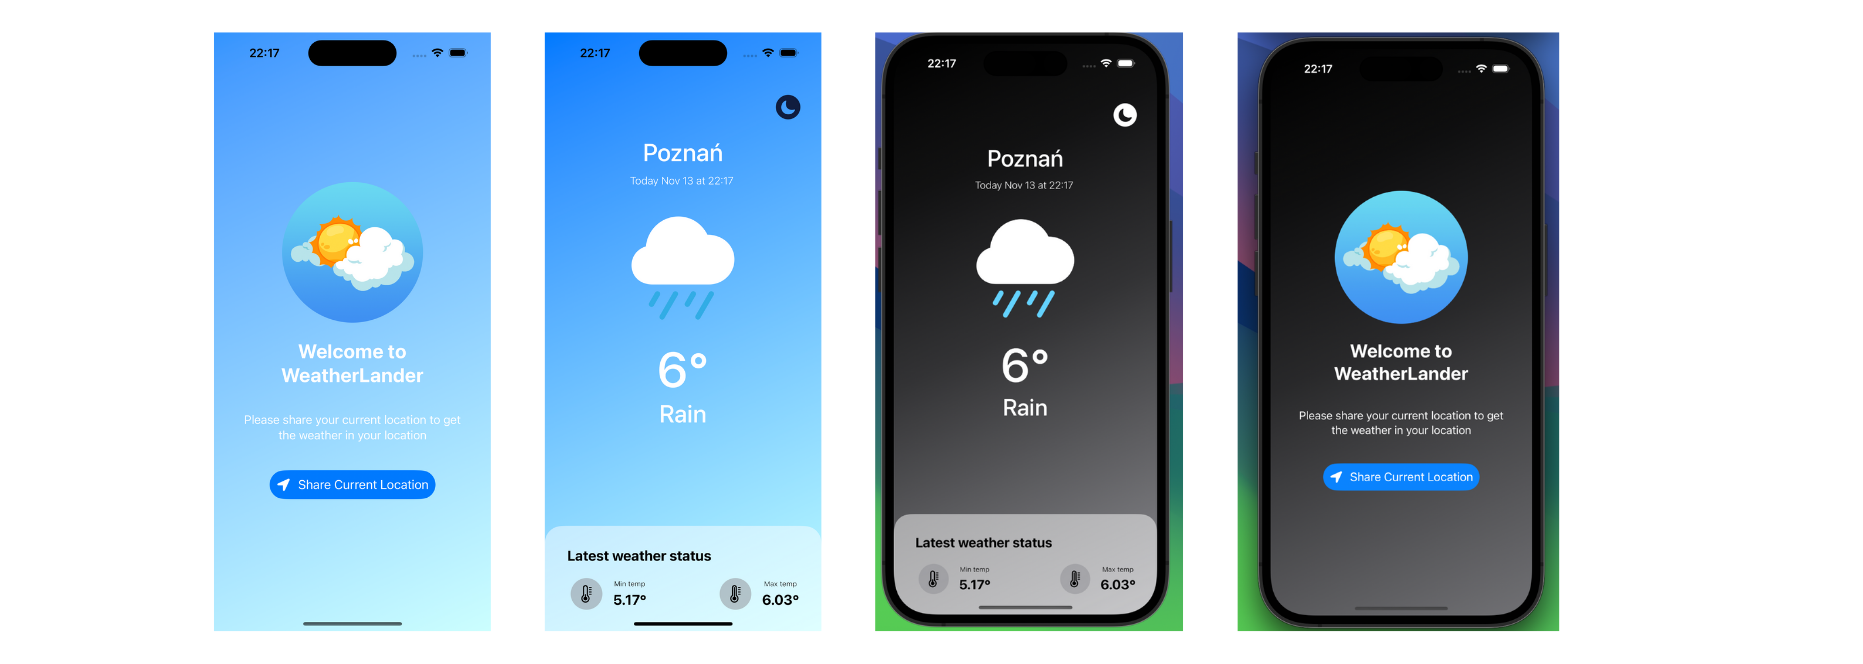 22:17
Welcome to
WeatherLander
Please share your current location to get
the weather in your location
Share Current Location
22:17
Poznań
Today Nov 13 at 22:17
6°
Rain
Latest weather status
Min temp
5.17°
Max temp
6.03°
22:17
Poznań
Today Nov 13 at 22:17
6°
Rain
Latest weather status
Min temp
5.17°
Max temp
6.03°
22:17
Welcome to
WeatherLander
Please share your current location to get
the weather in your location
Share Current Location